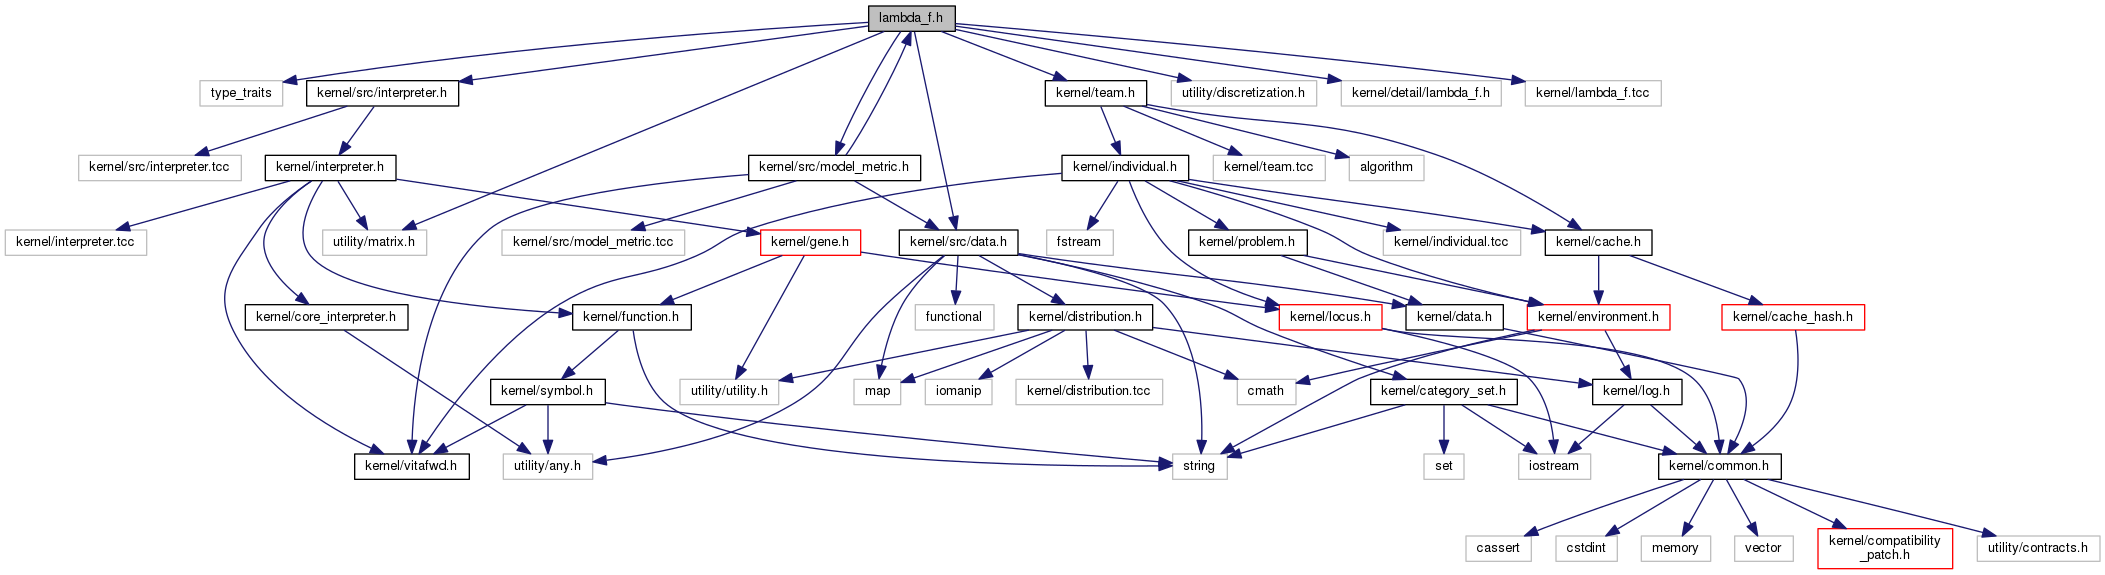 lambda_f.h
type_traits
kernel/src/interpreter.h
kernel/team.h
utility/discretization.h
kernel/detail/lambda_f.h
kernel/lambda_f.tcc
kernel/src/interpreter.tcc
kernel/interpreter.h
kernel/src/model_metric.h
kernel/individual.h
kernel/team.tcc
algorithm
kernel/interpreter.tcc
utility/matrix.h
kernel/src/model_metric.tcc
kernel/gene.h
kernel/src/data.h
fstream
kernel/problem.h
kernel/individual.tcc
kernel/cache.h
kernel/core_interpreter.h
kernel/function.h
functional
kernel/distribution.h
kernel/locus.h
kernel/data.h
kernel/environment.h
kernel/cache_hash.h
kernel/symbol.h
utility/utility.h
map
iomanip
kernel/distribution.tcc
cmath
kernel/category_set.h
kernel/log.h
kernel/vitafwd.h
utility/any.h
string
set
iostream
kernel/common.h
cassert
cstdint
memory
vector
kernel/compatibility
_patch.h
utility/contracts.h